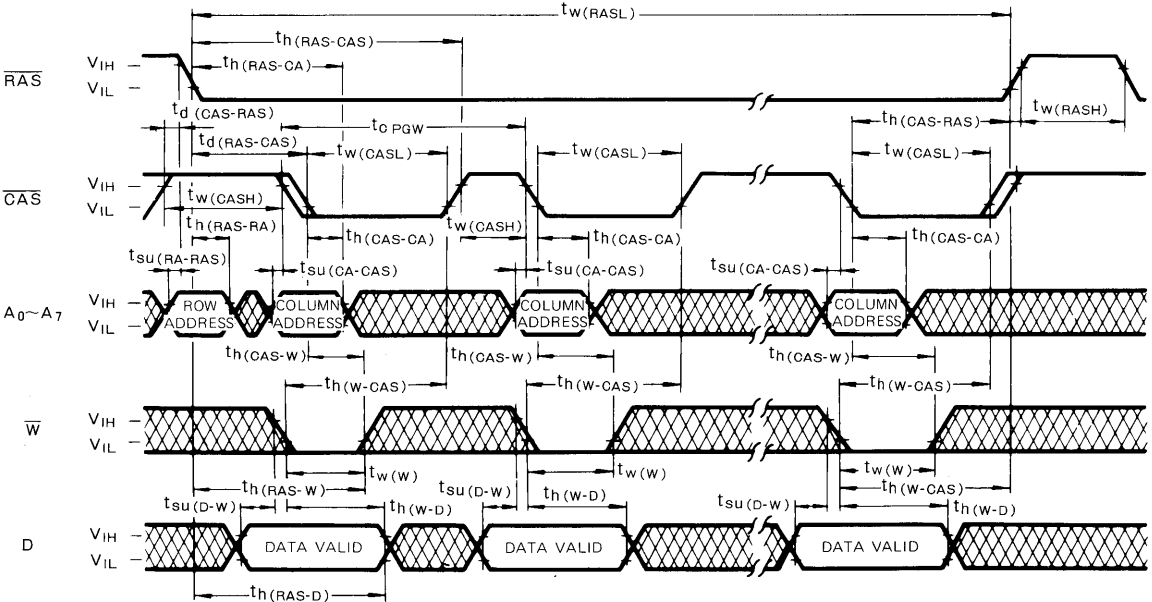 tw(RASL)
th(RAS-CAS)
th(RAS-CA)
RAS
VIH
VIL
td(CAS-RAS)
tc PGW
th(CAS-RAS)
tw(RASH)
td(RAS-CAS)
tw(CASL)
tw(CASL)
tw(CASL)
CAS
VIH
VIL
tw(CASH)
th(RAS-RA)
tw(CASH)
th(CAS-CA)
th(CAS-CA)
th(CAS-CA)
tsu(RA-RAS)
tsu(CA-CAS)
tsu(CA-CAS)
tsu(CA-CAS)
A0~A7
VIH
VIL
ROW ADDRESS
COLUMN ADDRESS
COLUMN ADDRESS
COLUMN ADDRESS
th(CAS-W)
th(CAS-W)
th(CAS-W)
th(W-CAS)
th(W-CAS)
th(W-CAS)
W
VIH
VIL
tw(W)
tw(W)
tw(W)
th(RAS-W)
th(W-CAS)
tsu(D-W)
th(W-D)
tsu(D-W)
th(W-D)
tsu(D-W)
th(W-D)
D
VIH
VIL
DATA VALID
DATA VALID
DATA VALID
th(RAS-D)